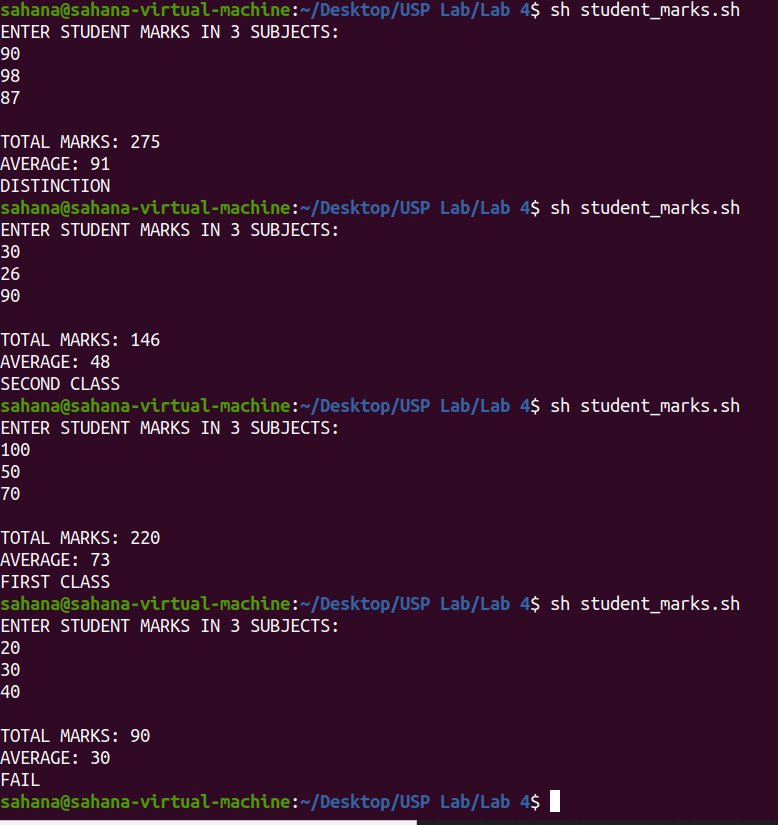 sahana@sahana-virtual-machine:~/Desktop/USP Lab/Lab 4$ sh student_marks.sh
ENTER STUDENT MARKS IN 3 SUBJECTS:
90
98
87

TOTAL MARKS: 275
AVERAGE: 91
DISTINCTION
sahana@sahana-virtual-machine:~/Desktop/USP Lab/Lab 4$ sh student_marks.sh
ENTER STUDENT MARKS IN 3 SUBJECTS:
30
26
90

TOTAL MARKS: 146
AVERAGE: 48
SECOND CLASS
sahana@sahana-virtual-machine:~/Desktop/USP Lab/Lab 4$ sh student_marks.sh
ENTER STUDENT MARKS IN 3 SUBJECTS:
100
50
70

TOTAL MARKS: 220
AVERAGE: 73
FIRST CLASS
sahana@sahana-virtual-machine:~/Desktop/USP Lab/Lab 4$ sh student_marks.sh
ENTER STUDENT MARKS IN 3 SUBJECTS:
20
30
40

TOTAL MARKS: 90
AVERAGE: 30
FAIL
sahana@sahana-virtual-machine:~/Desktop/USP Lab/Lab 4$